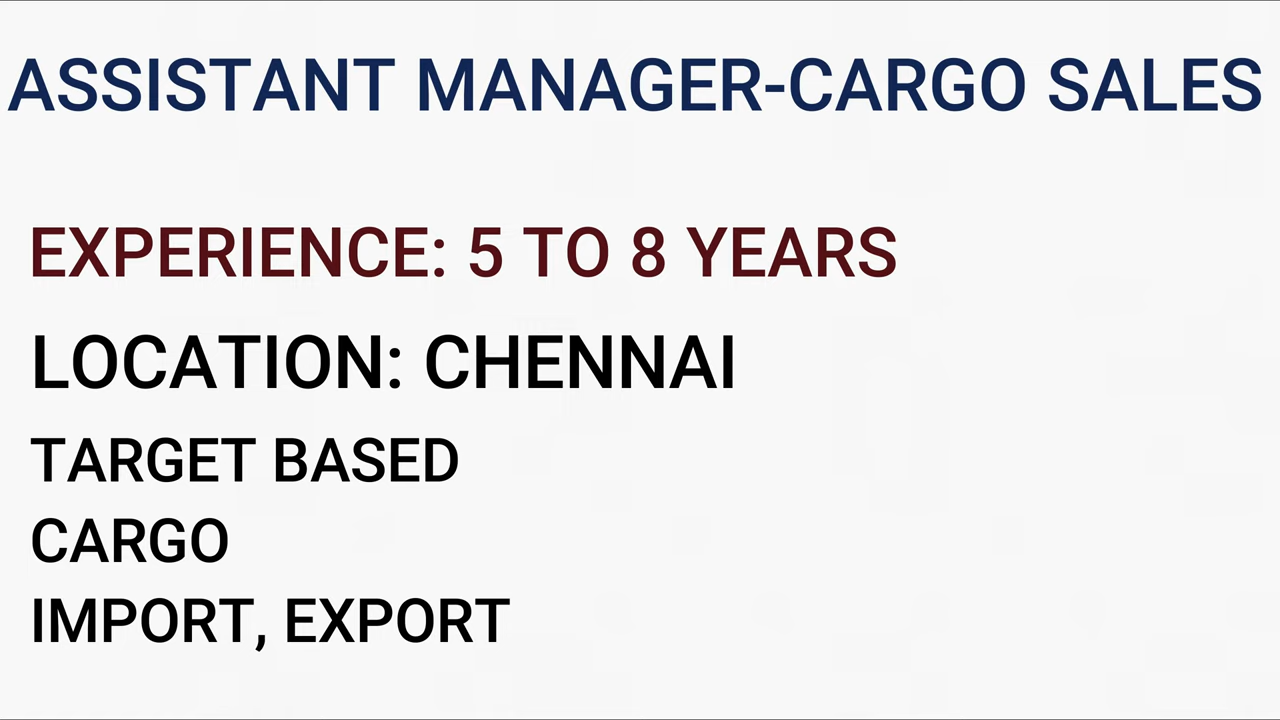 ASSISTANT MANAGER-CARGO SALES
EXPERIENCE: 5 TO 8 YEARS
LOCATION: CHENNAI
TARGET BASED
CARGO
IMPORT, EXPORT